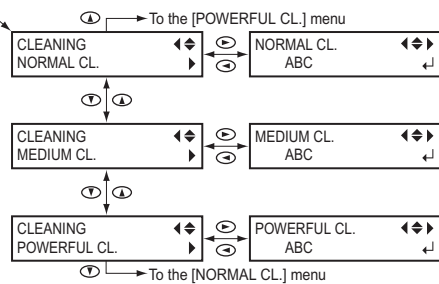 To the [POWERFUL CL.] menu
CLEANING
NORMAL CL.
NORMAL CL.
ABC
CLEANING
MEDIUM CL.
MEDIUM CL.
ABC
CLEANING
POWERFUL CL.
POWERFUL CL.
ABC
To the [NORMAL CL.] menu